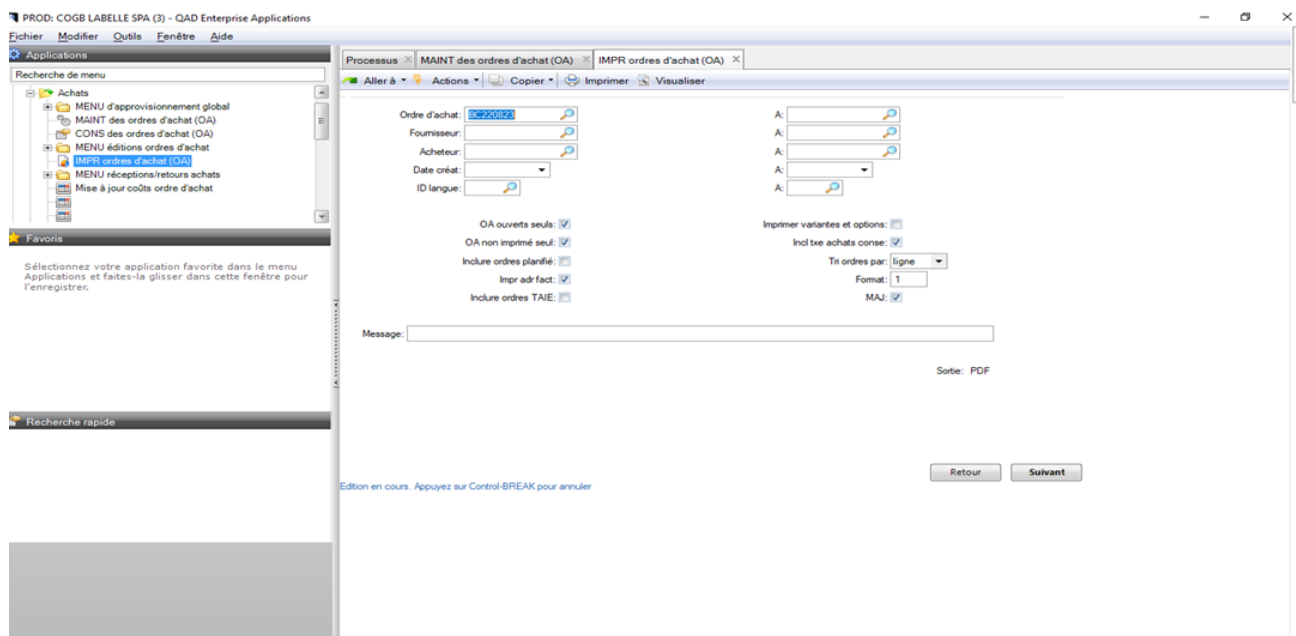 PROD: COGB LABELLE SPA (3) - QAD Enterprise Applications
Fichier Modifier Outils Fenêtre Aide
Applications
Recherche de menu
Achats
MENU d'approvisionnement global
MAINT des ordres d'achat (OA)
CONS des ordres d'achat (OA)
MENU éditions ordres d'achat
IMPR ordres d'achat (OA)
MENU réceptions/retours achats
Mise à jour coûts ordre d'achat
Favoris
Sélectionnez votre application favorite dans le menu
Applications et faites-la glisser dans cette fenêtre pour
l'enregistrer.
Recherche rapide
Processus MAINT des ordres d'achat (OA) IMPR ordres d'achat (OA)
Aller à Actions Copier Imprimer Visualiser
Ordre d'achat: BC220823 A:
Fournisseur: A:
Acheteur: A:
Date créat: A:
ID langue: A:
OA ouverts seuls: Imprimer variantes et options:
OA non imprimé seul: Incl txe achats conse:
Inclure ordres planifié: Tri ordres par: ligne
Impr adr fact: Format: 1
Inclure ordres TAIE: MAJ:
Message:
Sortie: PDF
Retour Suivant
Edition en cours. Appuyez sur Control-BREAK pour annuler